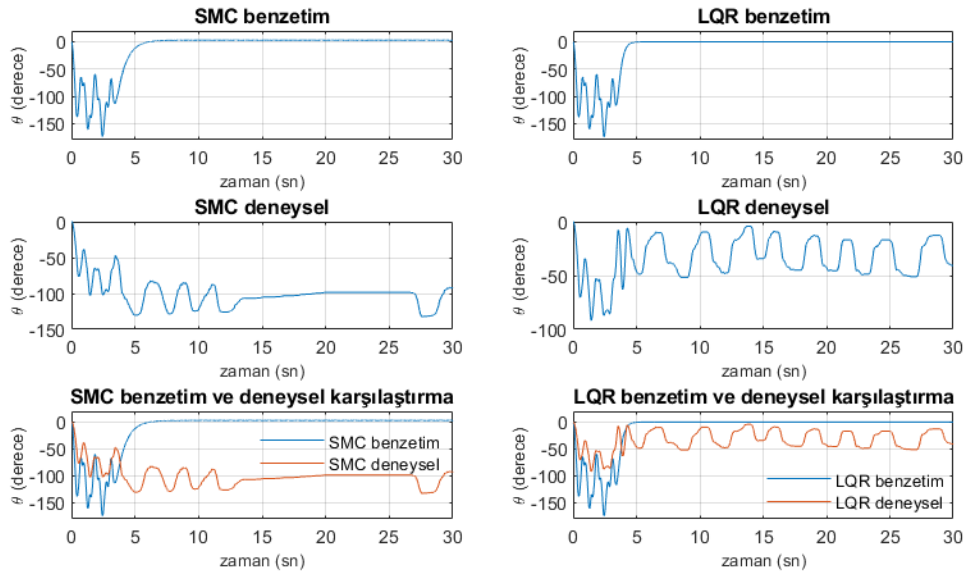 SMC benzetim
θ (derece)
0
-50
-100
-150
0 5 10 15 20 25 30
zaman (sn)
LQR benzetim
θ (derece)
0
-50
-100
-150
0 5 10 15 20 25 30
zaman (sn)
SMC deneysel
θ (derece)
0
-50
-100
-150
0 5 10 15 20 25 30
zaman (sn)
LQR deneysel
θ (derece)
0
-50
-100
0 5 10 15 20 25 30
zaman (sn)
SMC benzetim ve deneysel karşılaştırma
θ (derece)
0
-50
-100
-150
SMC benzetim
SMC deneysel
0 5 10 15 20 25 30
zaman (sn)
LQR benzetim ve deneysel karşılaştırma
θ (derece)
0
-50
-100
-150
LQR benzetim
LQR deneysel
0 5 10 15 20 25 30
zaman (sn)